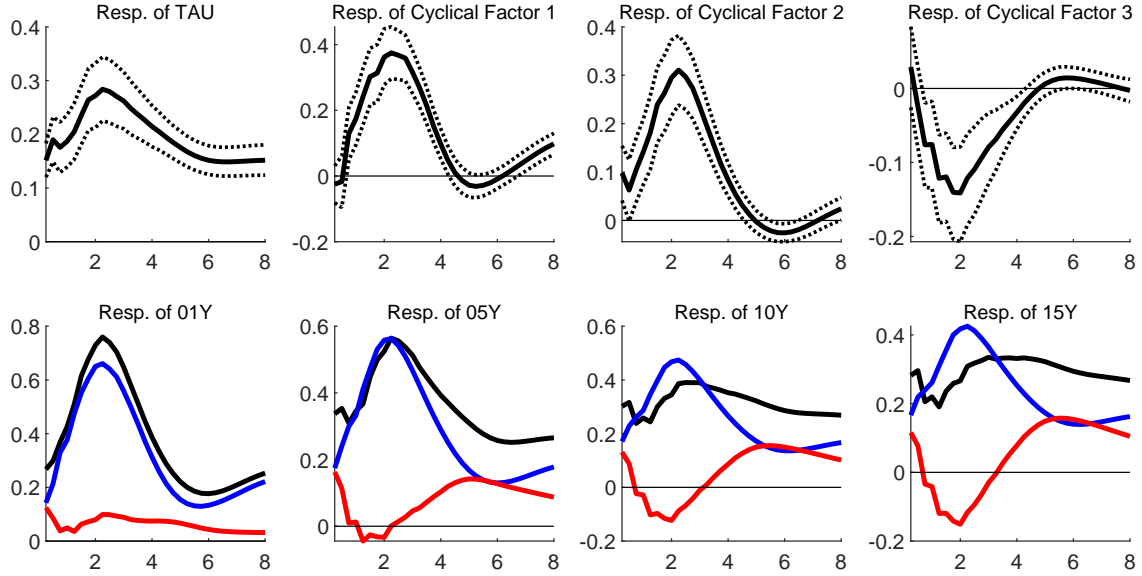 Resp. of TAU
0.4
0.3
0.2
0.1
0
2 4 6 8
Resp. of Cyclical Factor 1
0.4
0.2
0
-0.2
2 4 6 8
Resp. of Cyclical Factor 2
0.4
0.3
0.2
0.1
0
2 4 6 8
Resp. of Cyclical Factor 3
0
-0.1
-0.2
2 4 6 8
Resp. of 01Y
0.8
0.6
0.4
0.2
0
2 4 6 8
Resp. of 05Y
0.6
0.4
0.2
0
2 4 6 8
Resp. of 10Y
0.6
0.4
0.2
0
-0.2
2 4 6 8
Resp. of 15Y
0.4
0.2
0
-0.2
2 4 6 8